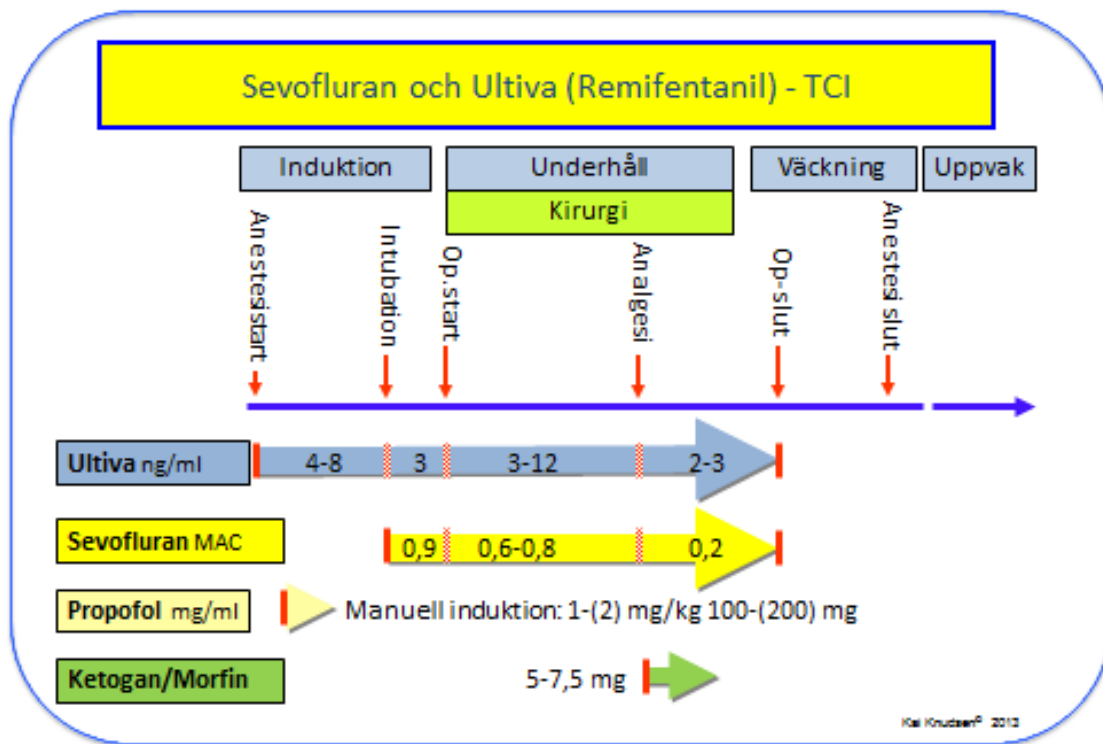 Sevofluran och Ultiva (Remifentanil) - TCI
Induktion
Underhåll
Väckning
Uppvak
Kirurgi
Anestesistart
Intubation
Op.start
Analgesi
Op-slut
Anestesi slut
Ultiva ng/ml
4-8
3
3-12
2-3
Sevofluran MAC
0,9
0,6-0,8
0,2
Propofol mg/ml
Manuell induktion: 1-(2) mg/kg 100-(200) mg
Ketogan/Morfin
5-7,5 mg
Kai Knudsen© 2013